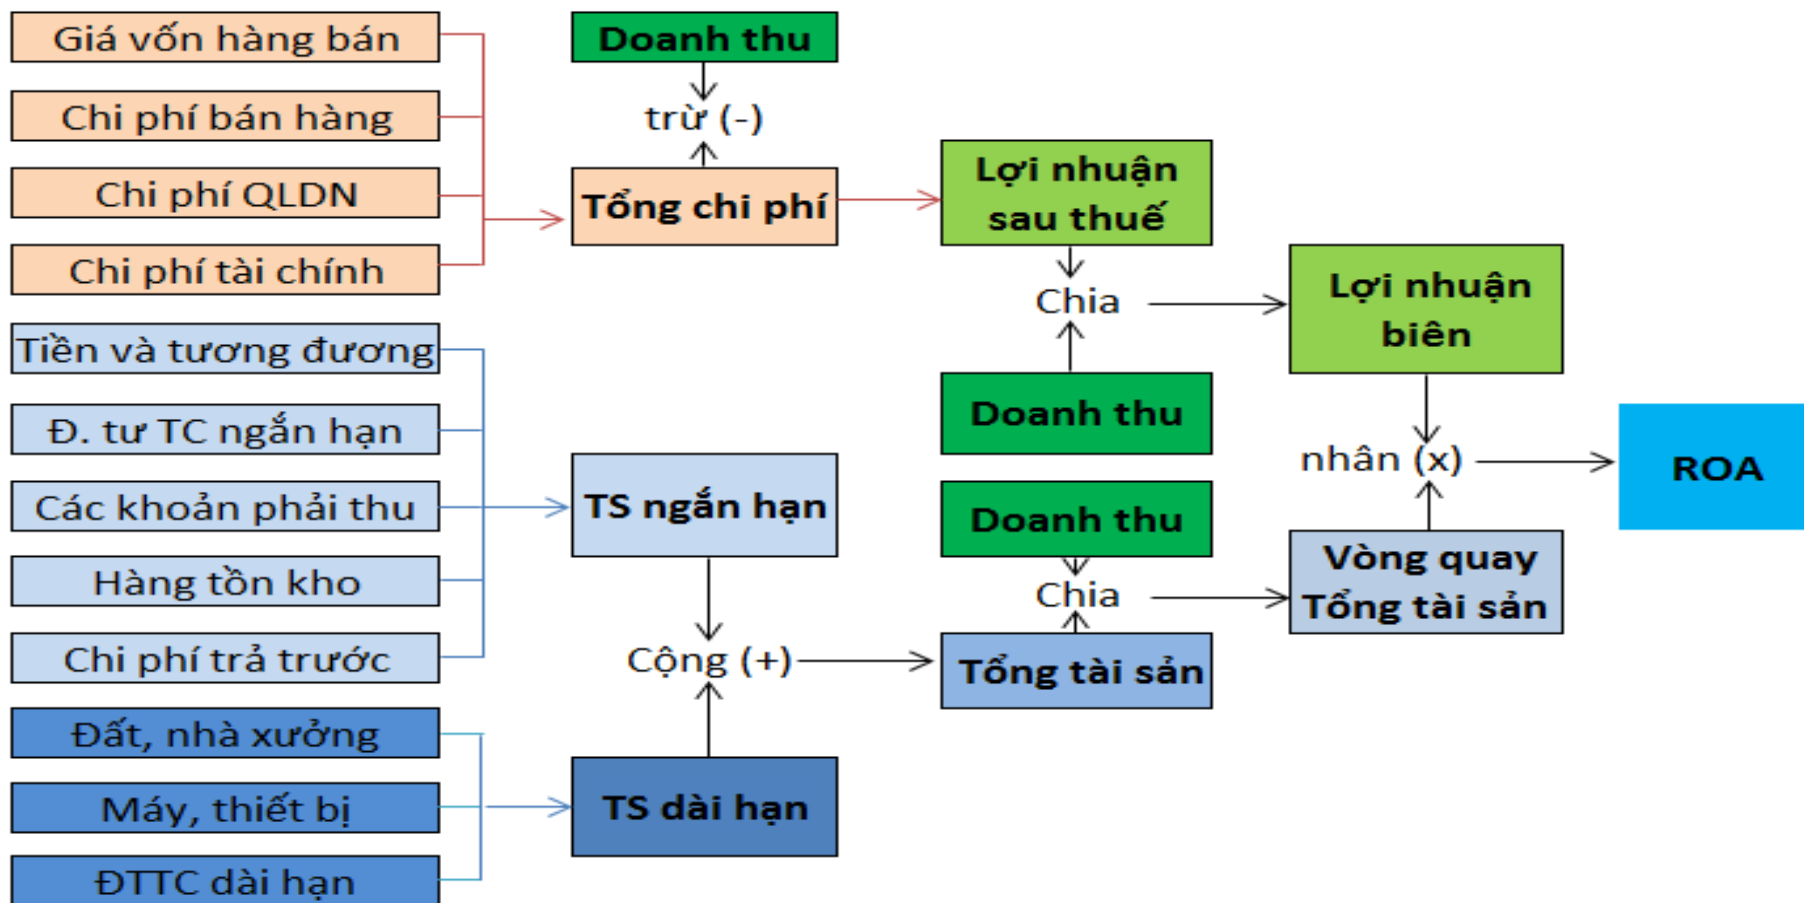 Giá vốn hàng bán
Chi phí bán hàng
Chi phí QLDN
Chi phí tài chính
Tiền và tương đương
Đ. tư TC ngắn hạn
Các khoản phải thu
Hàng tồn kho
Chi phí trả trước
Đất, nhà xưởng
Máy, thiết bị
ĐTTC dài hạn
Doanh thu
trừ (-)
Tổng chi phí
TS ngắn hạn
Cộng (+)
TS dài hạn
Lợi nhuận
sau thuế
Chia
Doanh thu
Doanh thu
Chia
Tổng tài sản
Lợi nhuận
biên
nhân (x)
Vòng quay
Tổng tài sản
ROA